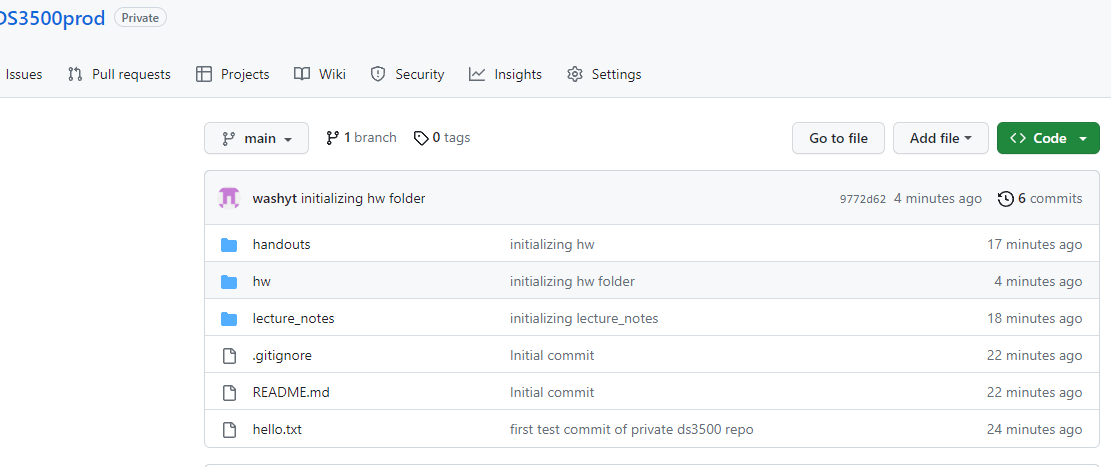 DS3500prod Private
Issues Pull requests Projects Wiki Security Insights Settings
main 1 branch 0 tags Go to file Add file Code
washyt initializing hw folder 9772d62 4 minutes ago 6 commits
handouts initializing hw 17 minutes ago
hw initializing hw folder 4 minutes ago
lecture_notes initializing lecture_notes 18 minutes ago
.gitignore Initial commit 22 minutes ago
README.md Initial commit 22 minutes ago
hello.txt first test commit of private ds3500 repo 24 minutes ago